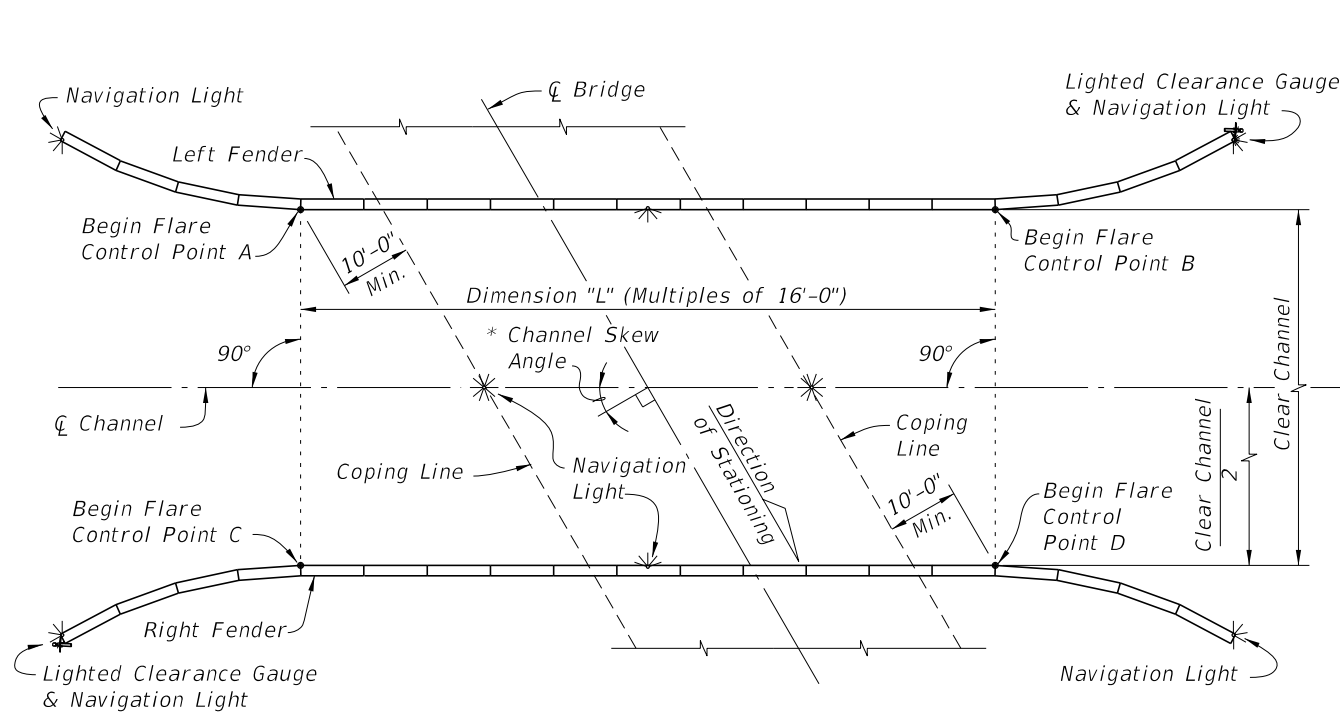 Lighted Clearance Gauge
& Navigation Light
Navigation Light
℄ Bridge
Left Fender
Begin Flare
Control Point A
Begin Flare
Control Point B
10'-0"
Min.
Dimension "L" (Multiples of 16'-0")
* Channel Skew
Angle
90°
90°
Clear Channel
℄ Channel
Direction
of Stationing
Coping
Line
Clear Channel
2
Coping Line
Navigation
Light
10'-0"
Min.
Begin Flare
Control Point C
Begin Flare
Control
Point D
Right Fender
Lighted Clearance Gauge
& Navigation Light
Navigation Light